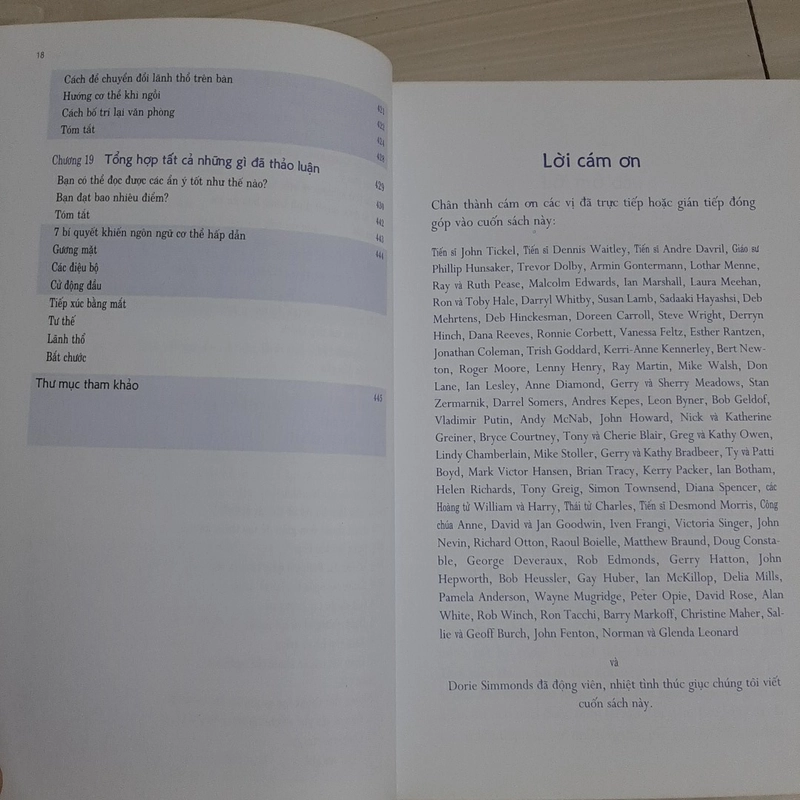 18
Cách để chuyển đổi lãnh thổ trên bàn
Hướng cơ thể khi ngồi
Cách bố trí lại văn phòng 431
Tóm tắt 432
434
Chương 19 Tổng hợp tất cả những gì đã thảo luận 428
Bạn có thể đọc được các ẩn ý tốt như thế nào? 429
Bạn đạt bao nhiêu điểm? 430
Tóm tắt 442
7 bí quyết khiến ngôn ngữ cơ thể hấp dẫn 443
Gương mặt 444
Các điệu bộ
Cử động đầu
Tiếp xúc bằng mắt
Tư thế
Lãnh thổ
Bắt chước
Thư mục tham khảo 445
Lời cám ơn
Chân thành cám ơn các vị đã trực tiếp hoặc gián tiếp đóng
góp vào cuốn sách này:
Tiến sĩ John Tickel, Tiến sĩ Dennis Waitley, Tiến sĩ Andre Davril, Giáo sư
Phillip Hunsaker, Trevor Dolby, Armin Gontermann, Lothar Menne,
Ray và Ruth Pease, Malcolm Edwards, Ian Marshall, Laura Meehan,
Ron và Toby Hale, Darryl Whitby, Susan Lamb, Sadaaki Hayashsi, Deb
Mehrtens, Deb Hinckesman, Doreen Carroll, Steve Wright, Derryn
Hinch, Dana Reeves, Ronnie Corbett, Vanessa Feltz, Esther Rantzen,
Jonathan Coleman, Trish Goddard, Kerri-Anne Kennerley, Bert New-
ton, Roger Moore, Lenny Henry, Ray Martin, Mike Walsh, Don
Lane, Ian Lesley, Anne Diamond, Gerry và Sherry Meadows, Stan
Zermarnik, Darrel Somers, Andres Kepes, Leon Byner, Bob Geldof,
Vladimir Putin, Andy McNab, John Howard, Nick và Katherine
Greiner, Bryce Courtney, Tony và Cherie Blair, Greg và Kathy Owen,
Lindy Chamberlain, Mike Stoller, Gerry và Kathy Bradbeer, Ty và Patti
Boyd, Mark Victor Hansen, Brian Tracy, Kerry Packer, Ian Botham,
Helen Richards, Tony Greig, Simon Townsend, Diana Spencer, các
Hoàng tử William và Harry, Thái tử Charles, Tiến sĩ Desmond Morris, Công
chúa Anne, David và Jan Goodwin, Iven Frangi, Victoria Singer, John
Nevin, Richard Otton, Raoul Boielle, Matthew Braund, Doug Consta-
ble, George Deveraux, Rob Edmonds, Gerry Hatton, John
Hepworth, Bob Heussler, Gay Huber, Ian McKillop, Delia Mills,
Pamela Anderson, Wayne Mugridge, Peter Opie, David Rose, Alan
White, Rob Winch, Ron Tacchi, Barry Markoff, Christine Maher, Sal-
lie và Geoff Burch, John Fenton, Norman và Glenda Leonard
và
Dorie Simmonds đã động viên, nhiệt tình thúc giục chúng tôi viết
cuốn sách này.